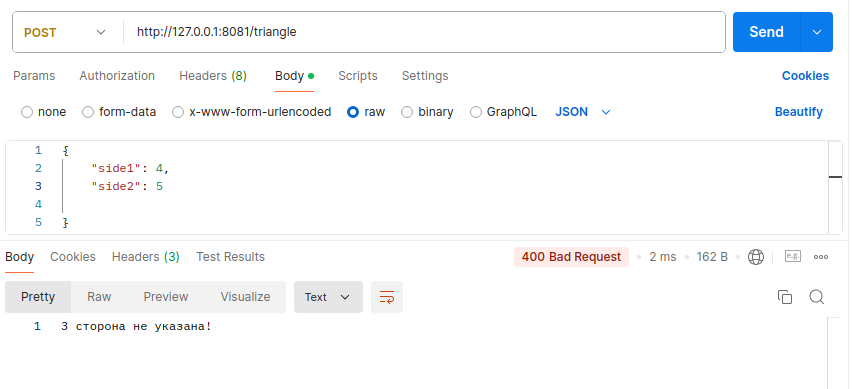 POST http://127.0.0.1:8081/triangle Send
Params Authorization Headers (8) Body Scripts Settings Cookies
none form-data x-www-form-urlencoded raw binary GraphQL JSON Beautify
1 {
2 "side1": 4,
3 "side2": 5
4
5 }
Body Cookies Headers (3) Test Results 400 Bad Request 2 ms 162 B e.g.
Pretty Raw Preview Visualize Text
1 3 сторона не указана!